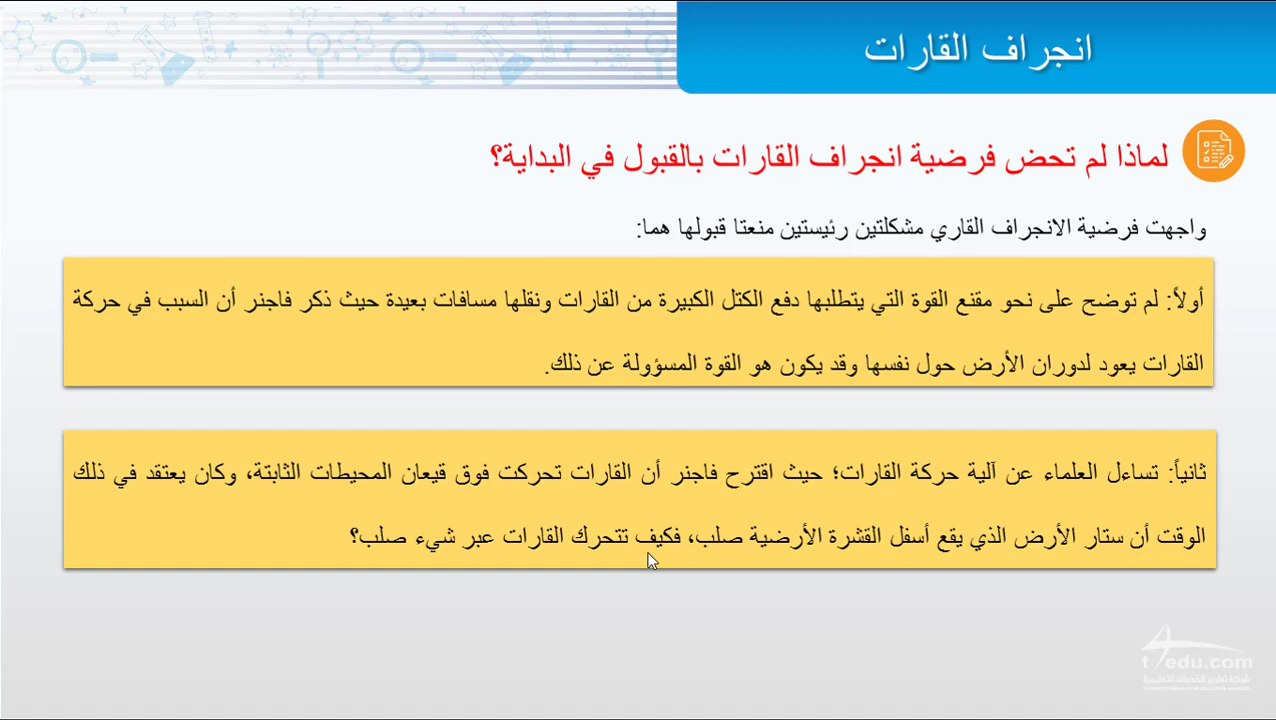 انجراف القارات
لماذا لم تحض فرضية انجراف القارات بالقبول في البداية؟
واجهت فرضية الانجراف القاري مشكلتين رئيستين منعتا قبولها هما:
أولاً: لم توضح على نحو مقنع القوة التي يتطلبها دفع الكتل الكبيرة من القارات ونقلها مسافات بعيدة حيث ذكر فاجنر أن السبب في حركة
القارات يعود لدوران الأرض حول نفسها وقد يكون هو القوة المسؤولة عن ذلك.
ثانياً: تساءل العلماء عن آلية حركة القارات؛ حيث اقترح فاجنر أن القارات تحركت فوق قيعان المحيطات الثابتة، وكان يعتقد في ذلك
الوقت أن ستار الأرض الذي يقع أسفل القشرة الأرضية صلب، فكيف تتحرك القارات عبر شيء صلب؟
t4edu.com
شركة تطوير للخدمات التعليمية